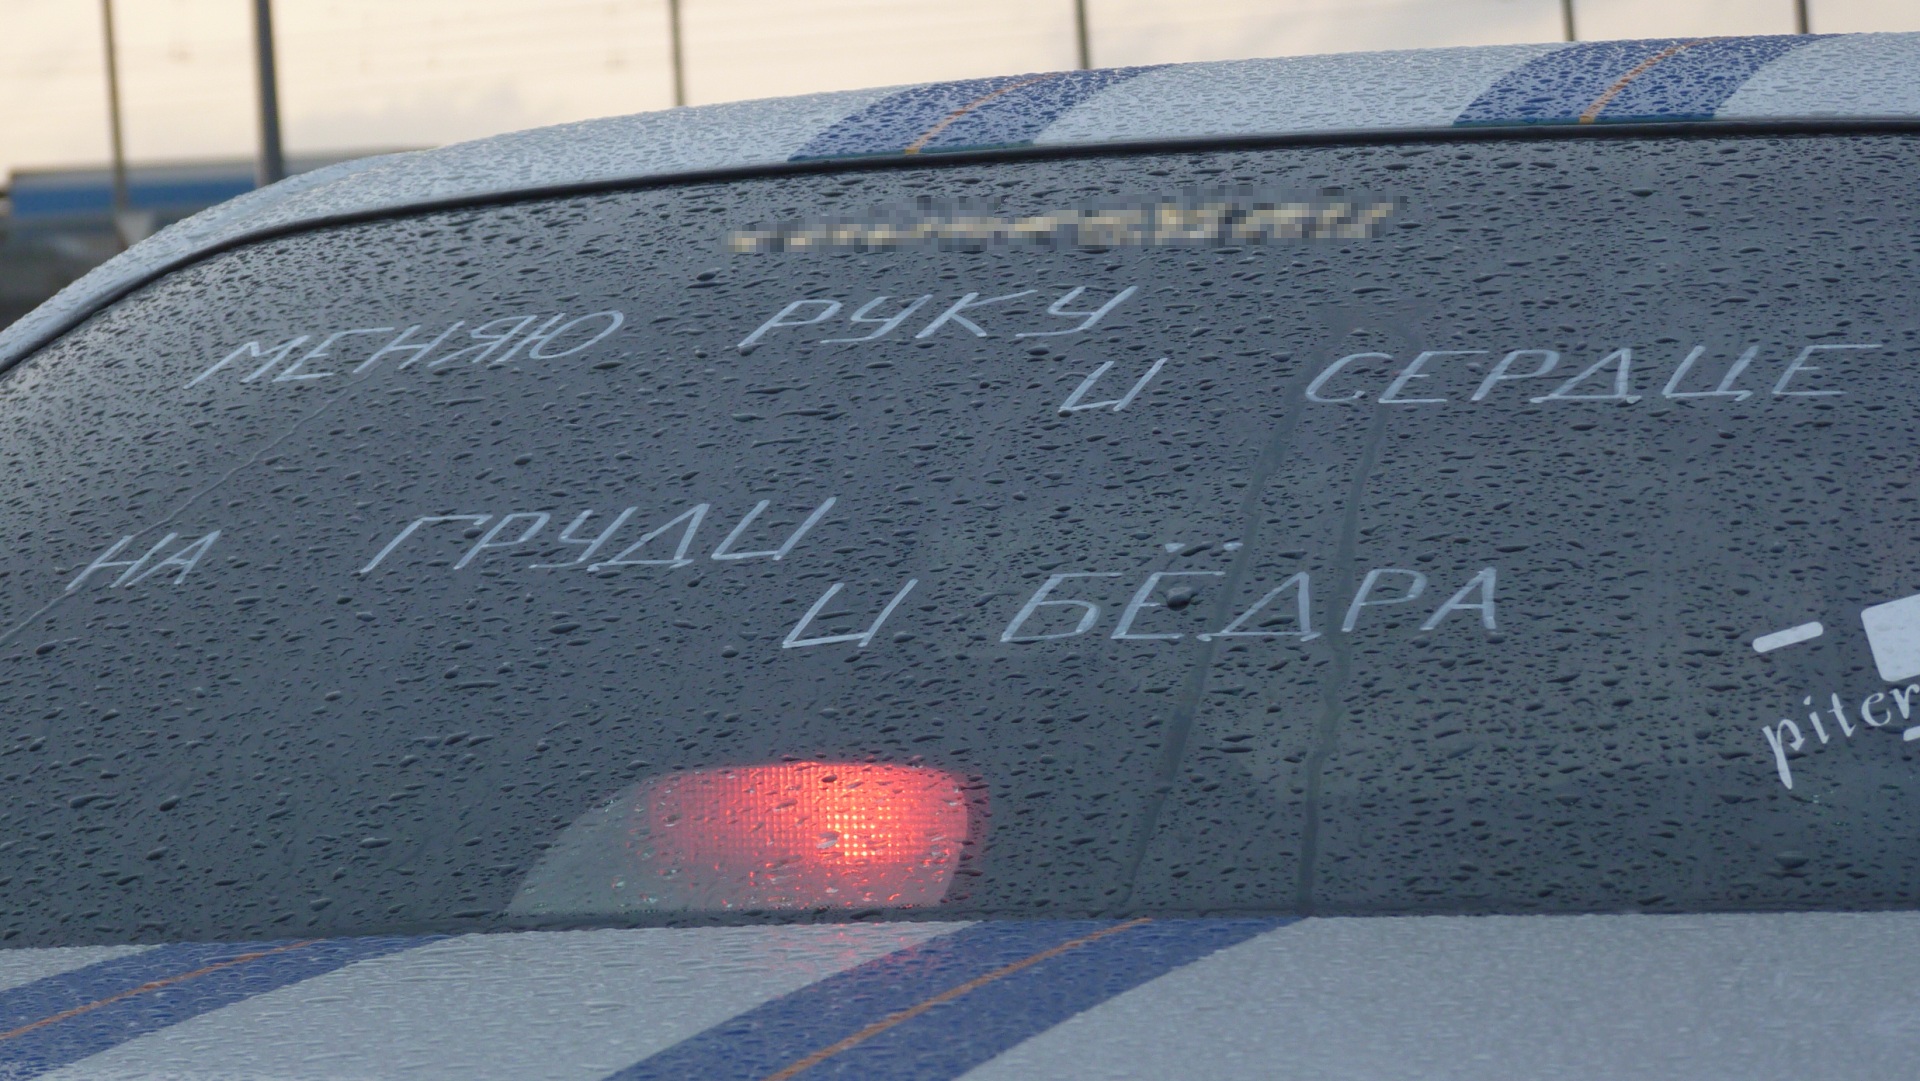 МЕНЯЮ РУКУ
И СЕРДЦЕ
НА ГРУДИ
И БЁДРА
piter